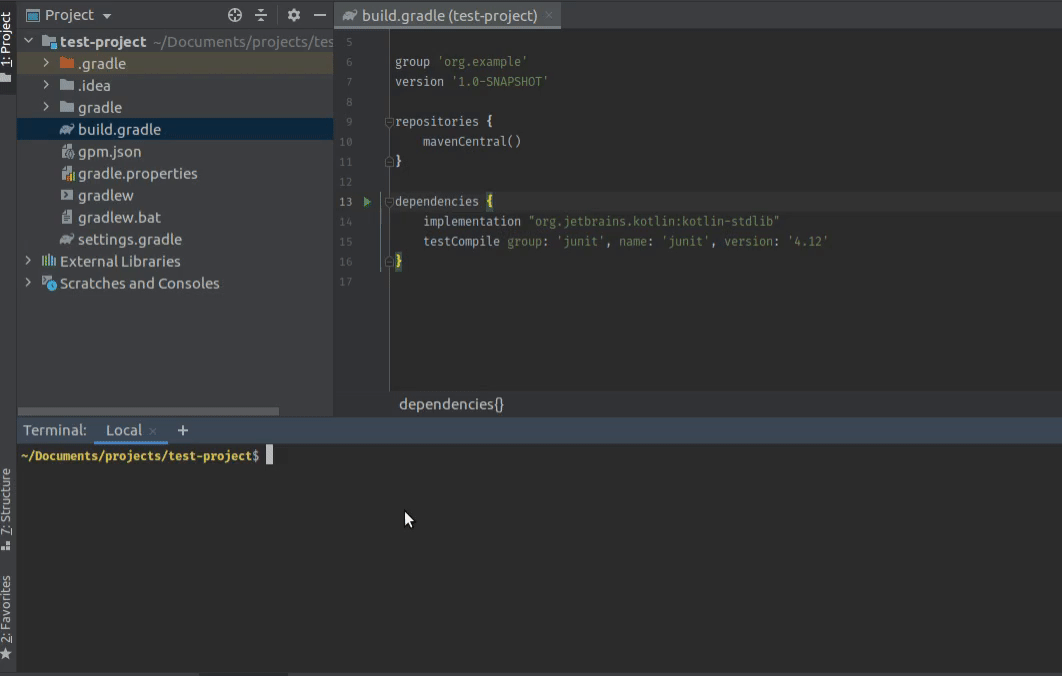 1: Project
Project
build.gradle (test-project)
test-project ~/Documents/projects/tes
.gradle
.idea
gradle
build.gradle
gpm.json
gradle.properties
gradlew
gradlew.bat
settings.gradle
External Libraries
Scratches and Consoles
5
6 group 'org.example'
7 version '1.0-SNAPSHOT'
8
9 repositories {
10 mavenCentral()
11 }
12
13 dependencies {
14 implementation "org.jetbrains.kotlin:kotlin-stdlib"
15 testCompile group: 'junit', name: 'junit', version: '4.12'
16 }
17
dependencies{}
Terminal: Local +
~/Documents/projects/test-project$
7: Structure
2: Favorites